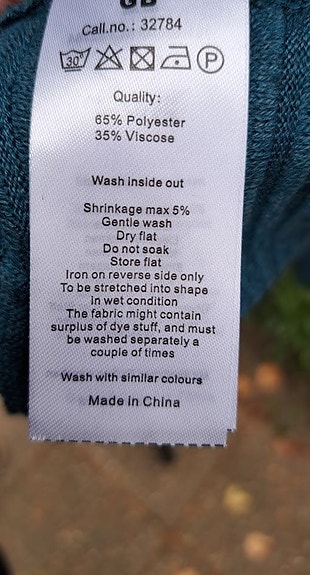 GB
Call.no.: 32784
30°
P
Quality:
65% Polyester
35% Viscose
Wash inside out
Shrinkage max 5%
Gentle wash
Dry flat
Do not soak
Store flat
Iron on reverse side only
To be stretched into shape
in wet condition
The fabric might contain
surplus of dye stuff, and must
be washed separately a
couple of times
Wash with similar colours
Made in China